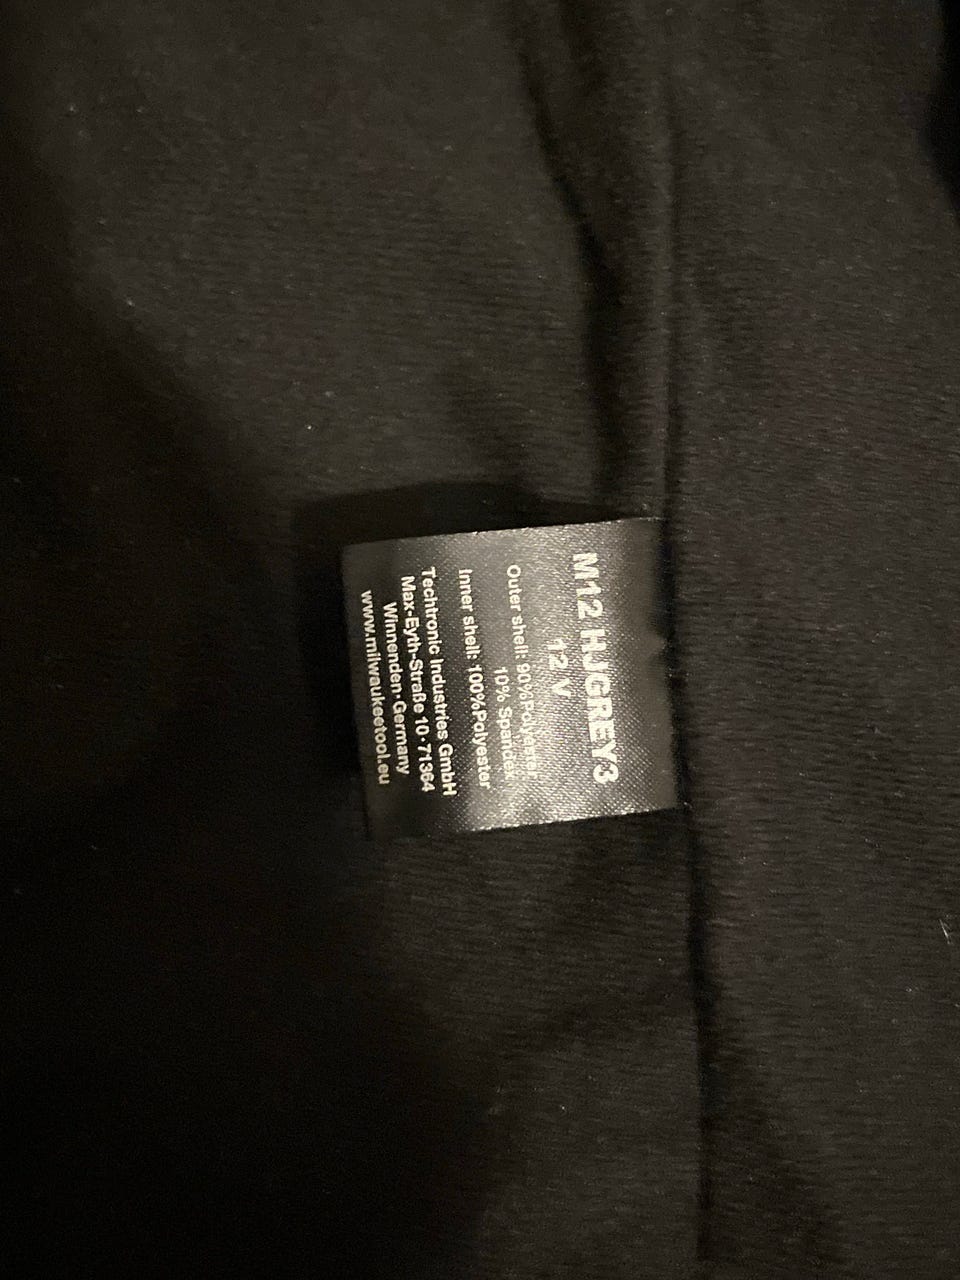 M12 HJGREY3
12 V
Outer shell: 90%Polyester
10% Spandex
Inner shell: 100%Polyester
Techtronic Industries GmbH
Max-Eyth-Straße 10 · 71364
Winnenden · Germany
www.milwaukeetool.eu